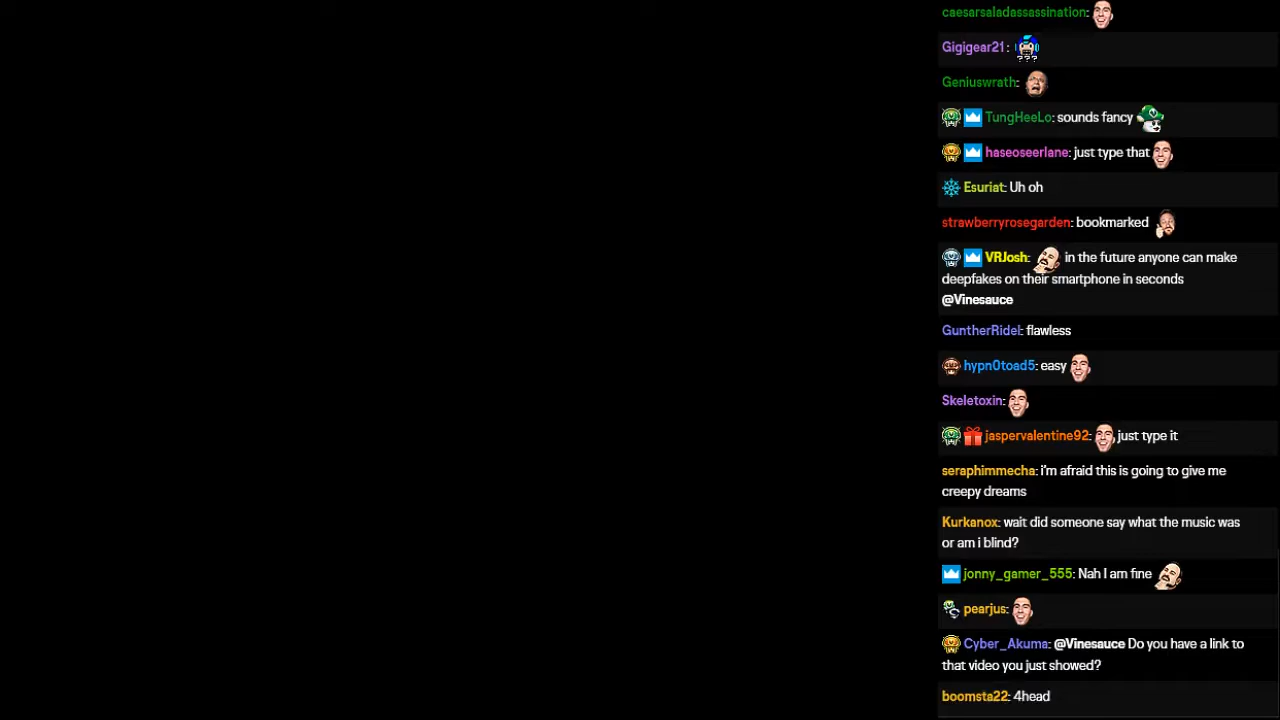 caesarsaladassassination:
Gigigear21:
???
Geniuswrath:
TungHeeLo: sounds fancy
haseoseerlane: just type that
Esuriat: Uh oh
strawberryrosegarden: bookmarked
VRJosh: in the future anyone can make
deepfakes on their smartphone in seconds
@Vinesauce
GuntherRidel: flawless
hypn0toad5: easy
Skeletoxin:
jaspervalentine92: just type it
seraphimmecha: i'm afraid this is going to give me
creepy dreams
Kurkanox: wait did someone say what the music was
or am i blind?
jonny_gamer_555: Nah I am fine
pearjus:
Cyber_Akuma: @Vinesauce Do you have a link to
that video you just showed?
boomsta22: 4head